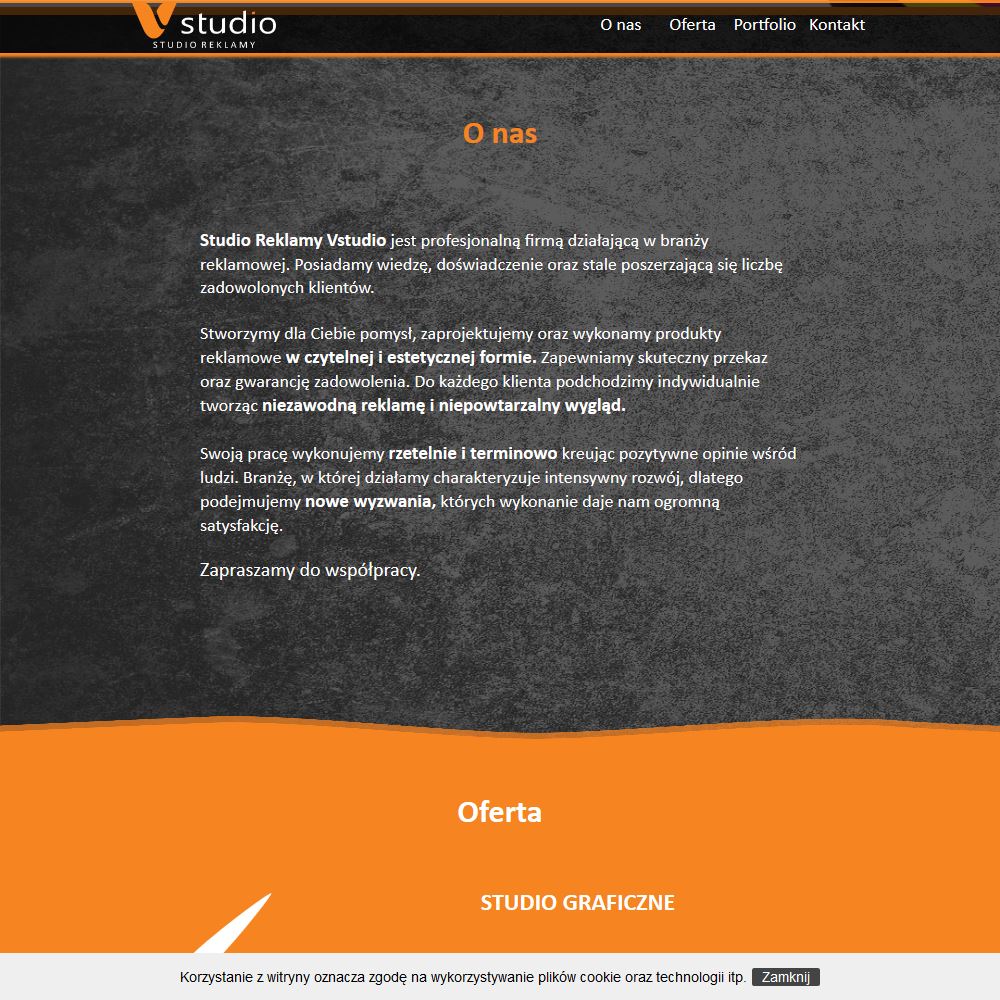 Vstudio
STUDIO REKLAMY
O nas Oferta Portfolio Kontakt
O nas
Studio Reklamy Vstudio jest profesjonalną firmą działającą w branży
reklamowej. Posiadamy wiedzę, doświadczenie oraz stale poszerzającą się liczbę
zadowolonych klientów.
Stworzymy dla Ciebie pomysł, zaprojektujemy oraz wykonamy produkty
reklamowe w czytelnej i estetycznej formie. Zapewniamy skuteczny przekaz
oraz gwarancję zadowolenia. Do każdego klienta podchodzimy indywidualnie
tworząc niezawodną reklamę i niepowtarzalny wygląd.
Swoją pracę wykonujemy rzetelnie i terminowo kreując pozytywne opinie wśród
ludzi. Branżę, w której działamy charakteryzuje intensywny rozwój, dlatego
podejmujemy nowe wyzwania, których wykonanie daje nam ogromną
satysfakcję.
Zapraszamy do współpracy.
Oferta
STUDIO GRAFICZNE
Korzystanie z witryny oznacza zgodę na wykorzystywanie plików cookie oraz technologii itp. Zamknij